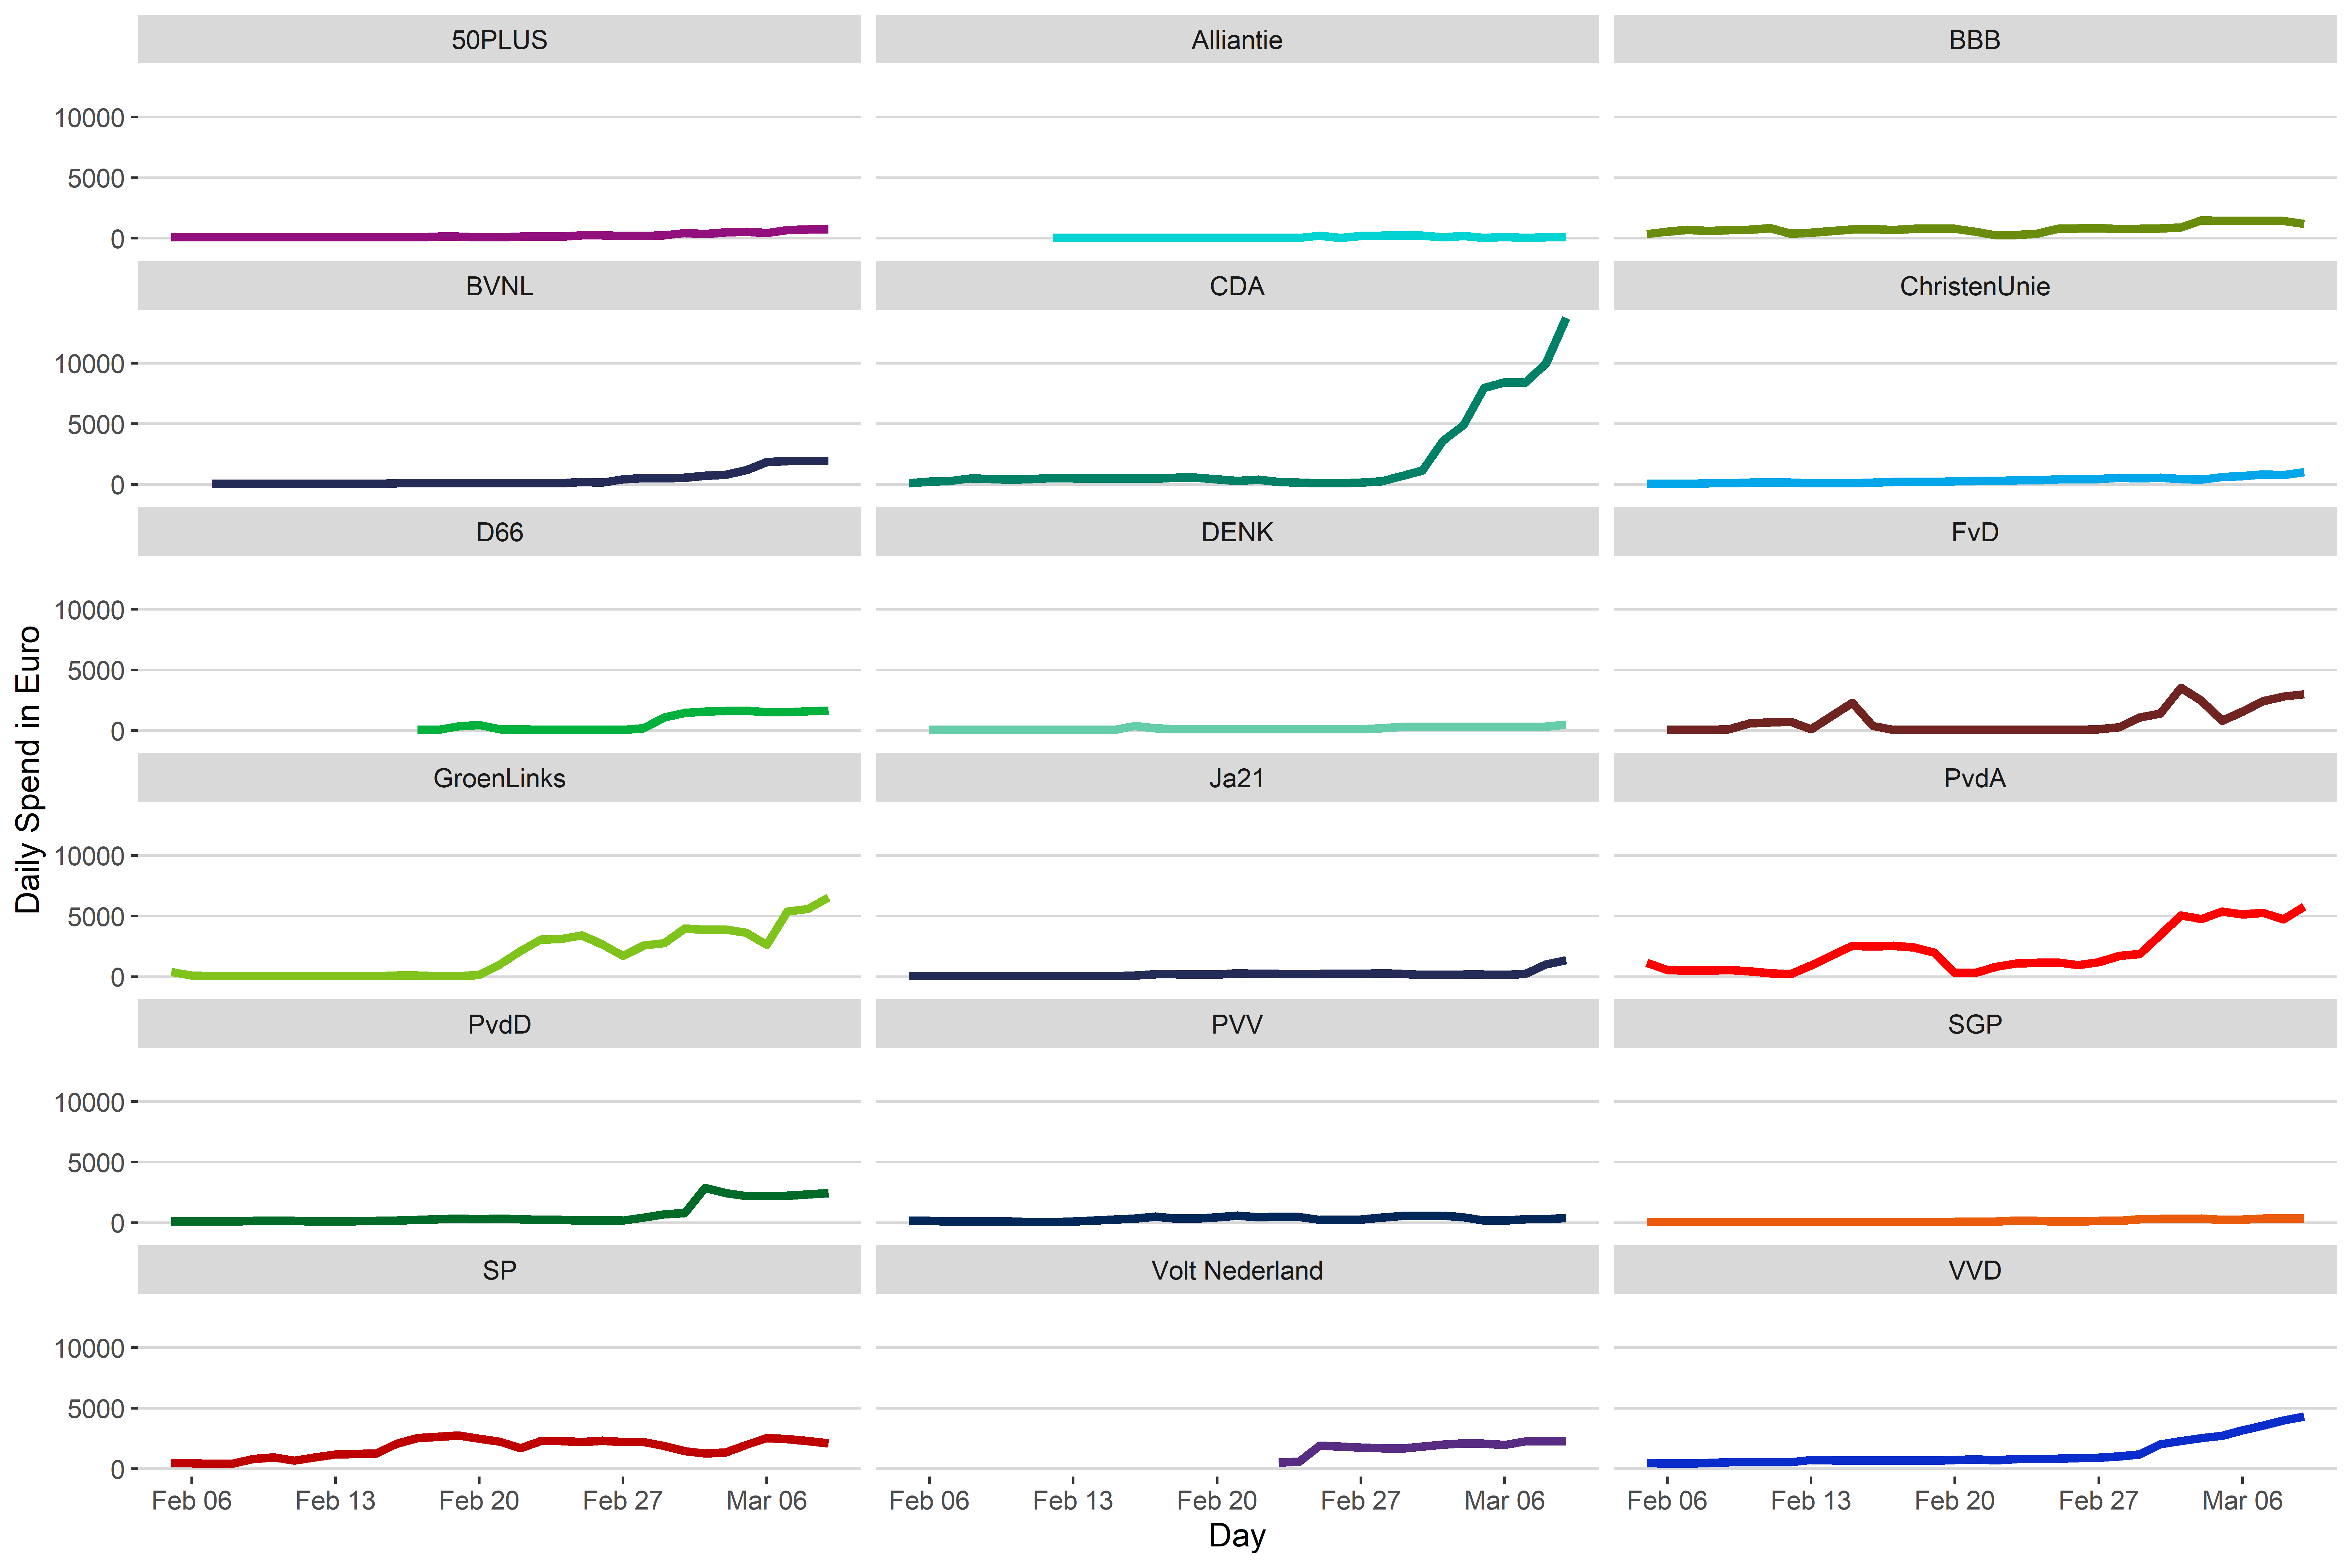 50PLUS
Alliantie
BBB
10000
5000
0
BVNL
CDA
ChristenUnie
10000
5000
0
D66
DENK
FvD
10000
5000
0
GroenLinks
Ja21
PvdA
10000
5000
0
PvdD
PVV
SGP
10000
5000
0
SP
Volt Nederland
VVD
10000
5000
0
Feb 06 Feb 13 Feb 20 Feb 27 Mar 06
Feb 06 Feb 13 Feb 20 Feb 27 Mar 06
Feb 06 Feb 13 Feb 20 Feb 27 Mar 06
Day
Daily Spend in Euro